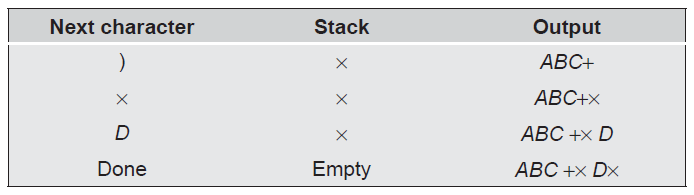 Next character Stack Output
) × ABC+
× × ABC+×
D × ABC +× D
Done Empty ABC +× D×